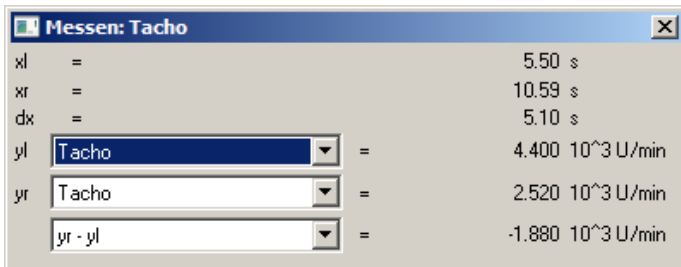 Messen: Tacho
xl = 5.50 s
xr = 10.59 s
dx = 5.10 s
yl Tacho = 4.400 10^3 U/min
yr Tacho = 2.520 10^3 U/min
yr - yl = -1.880 10^3 U/min